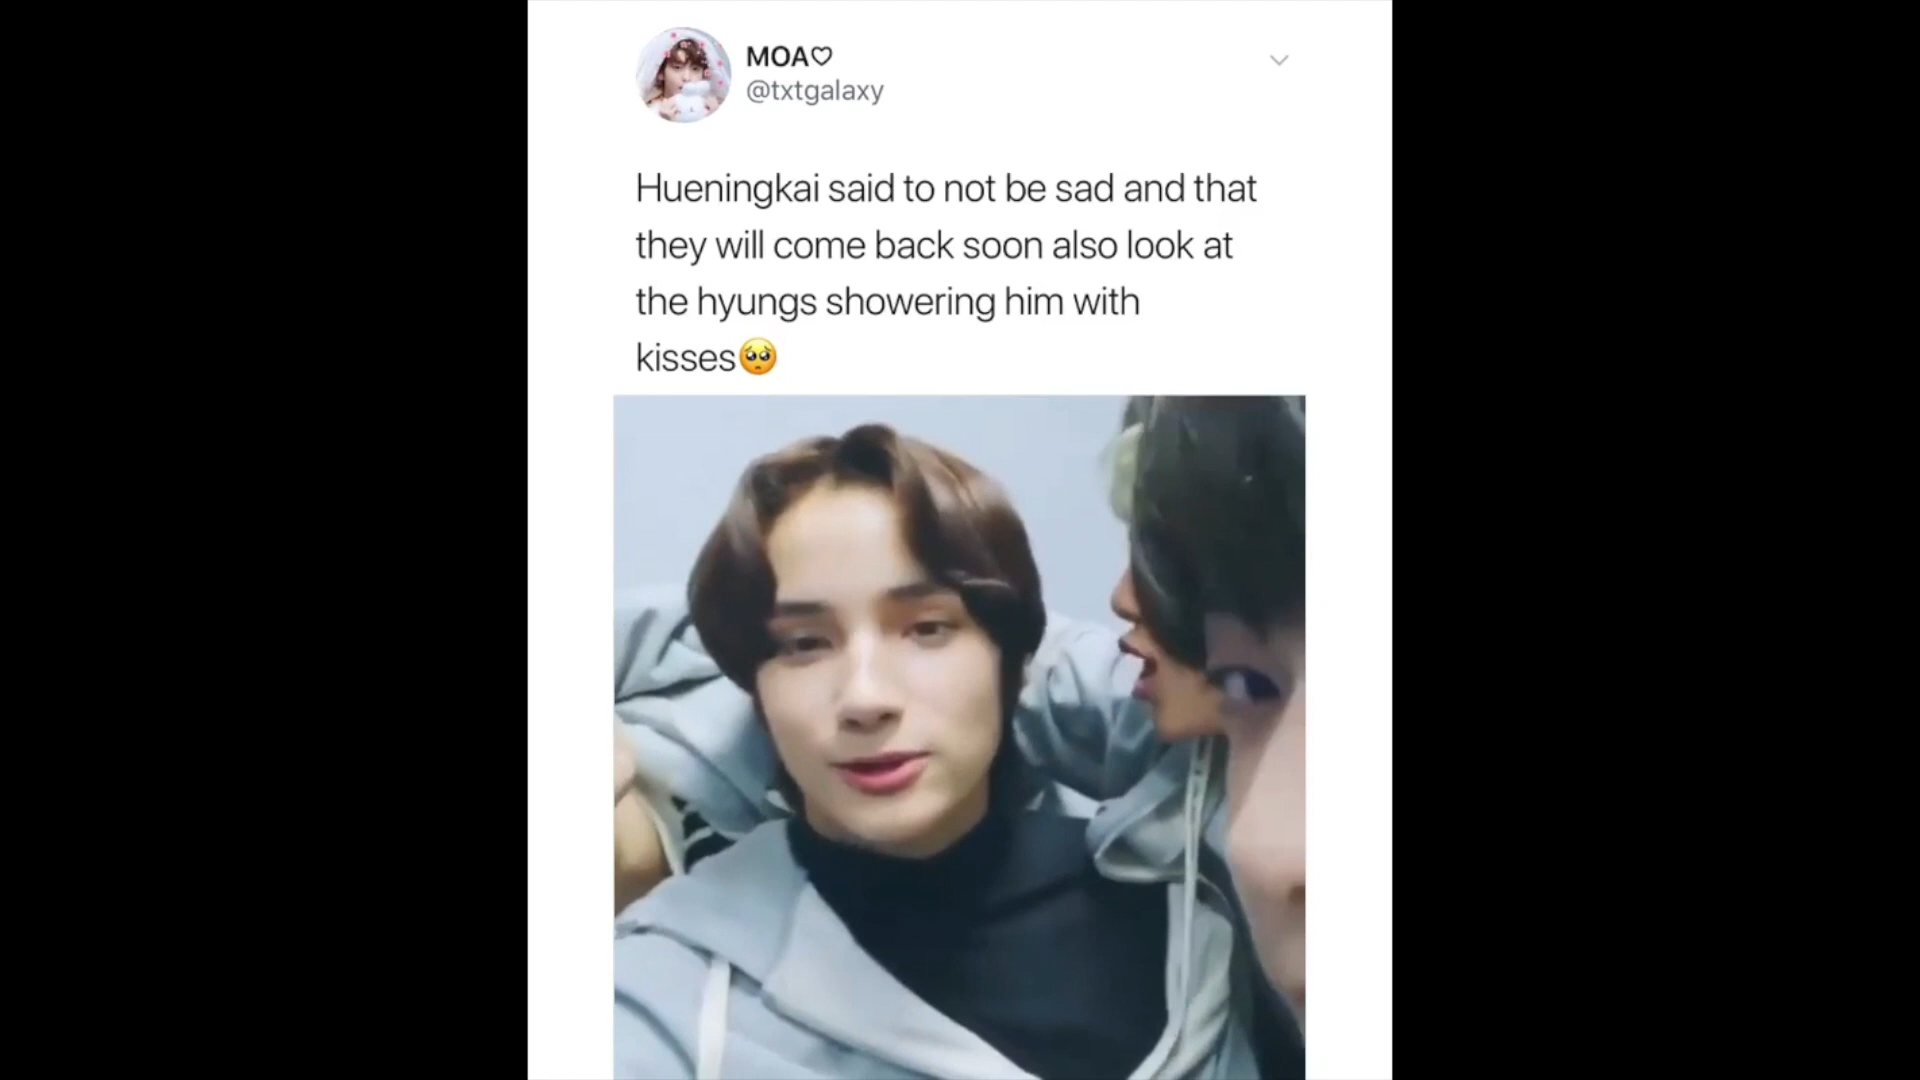 MOA♡
@txtgalaxy
Hueningkai said to not be sad and that
they will come back soon also look at
the hyungs showering him with
kisses🥺